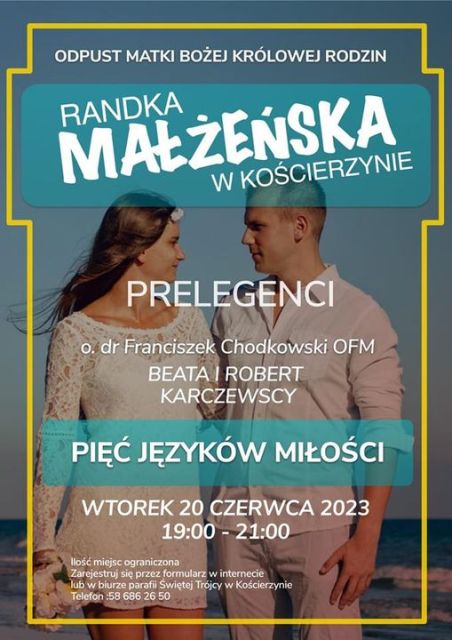 ODPUST MATKI BOŻEJ KRÓLOWEJ RODZIN
RANDKA
MAŁŻEŃSKA
W KOŚCIERZYNIE
PRELEGENCI
o. dr Franciszek Chodkowski OFM
BEATA I ROBERT
KARCZEWSCY
PIĘĆ JĘZYKÓW MIŁOŚCI
WTOREK 20 CZERWCA 2023
19:00 - 21:00
Ilość miejsc ograniczona
Zarejestruj się przez formularz w internecie
lub w biurze parafii Świętej Trójcy w Kościerzynie
Telefon :58 686 26 50